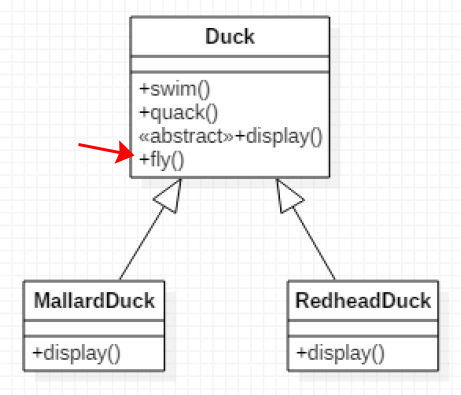 Duck
+swim()
+quack()
«abstract»+display()
+fly()
MallardDuck
+display()
RedheadDuck
+display()